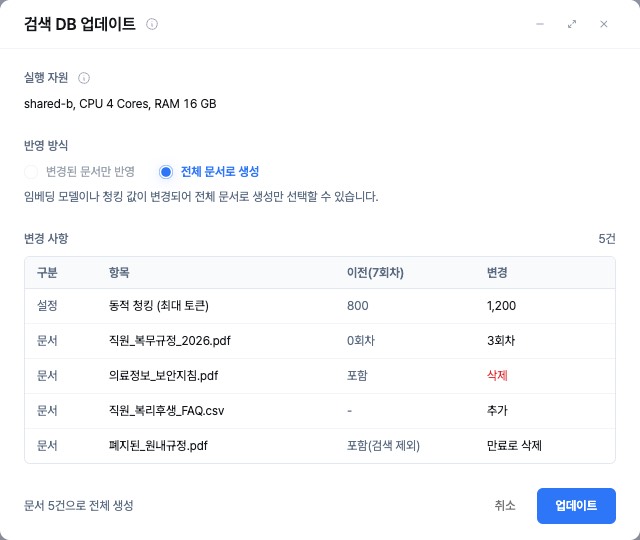 검색 DB 업데이트
실행 자원
shared-b, CPU 4 Cores, RAM 16 GB
반영 방식
변경된 문서만 반영 전체 문서로 생성
임베딩 모델이나 청킹 값이 변경되어 전체 문서로 생성만 선택할 수 있습니다.
변경 사항 5건
구분 항목 이전(7회차) 변경
설정 동적 청킹 (최대 토큰) 800 1,200
문서 직원_복무규정_2026.pdf 0회차 3회차
문서 의료정보_보안지침.pdf 포함 삭제
문서 직원_복리후생_FAQ.csv - 추가
문서 폐지된_원내규정.pdf 포함(검색 제외) 만료로 삭제
문서 5건으로 전체 생성 취소 업데이트